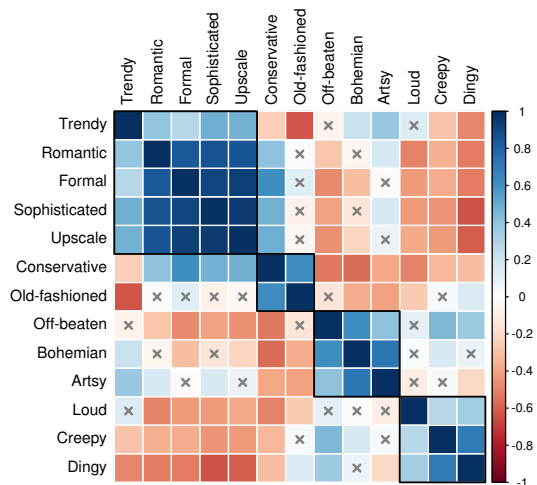 Trendy
Romantic
Formal
Sophisticated
Upscale
Conservative
Old-fashioned
Off-beaten
Bohemian
Artsy
Loud
Creepy
Dingy
Trendy
Romantic
Formal
Sophisticated
Upscale
Conservative
Old-fashioned
Off-beaten
Bohemian
Artsy
Loud
Creepy
Dingy
1
0.8
0.6
0.4
0.2
0
-0.2
-0.4
-0.6
-0.8
-1